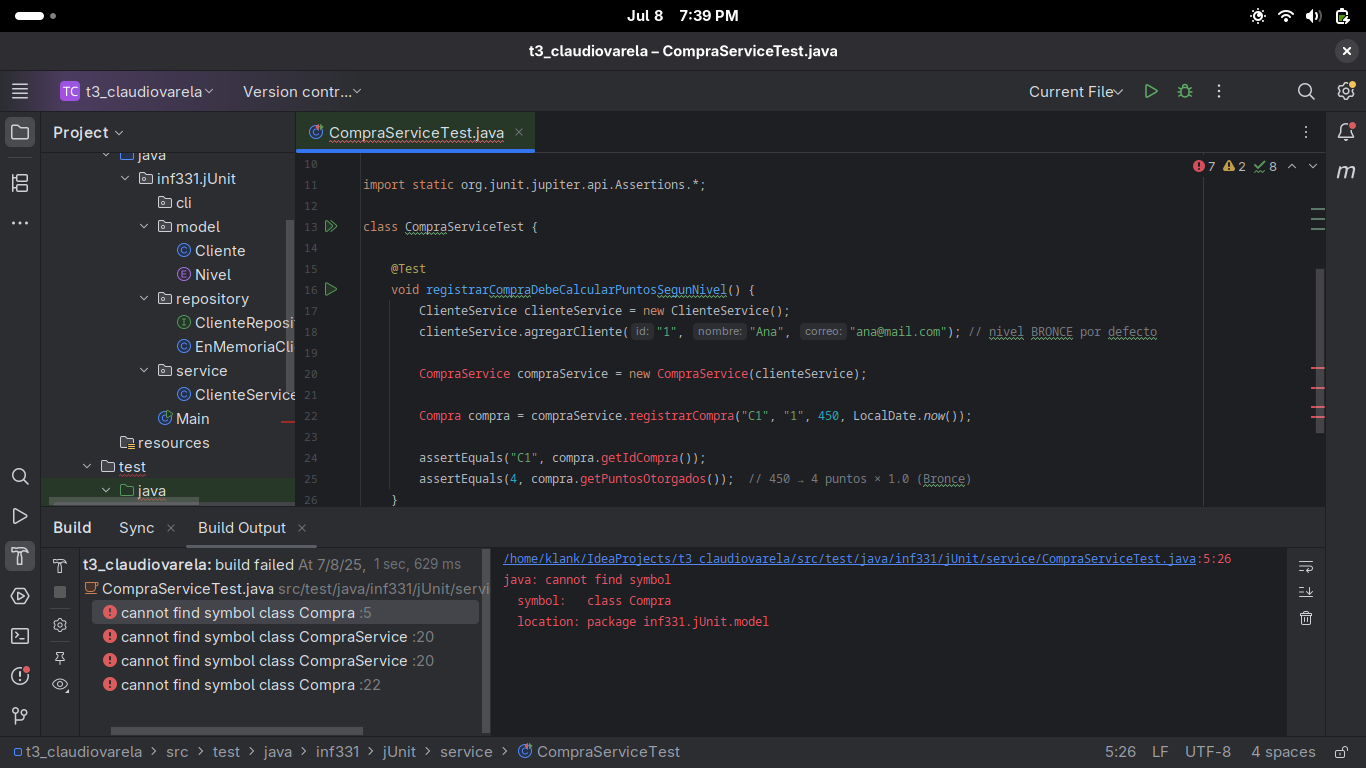 Jul 8 7:39 PM
t3_claudiovarela – CompraServiceTest.java
TC t3_claudiovarela Version contr... Current File
Project
CompraServiceTest.java
java
inf331.jUnit
cli
model
Cliente
Nivel
repository
ClienteReposi
EnMemoriaCli
service
ClienteService
Main
resources
test
java
7 2 8
10
11 import static org.junit.jupiter.api.Assertions.*;
12
13 class CompraServiceTest {
14
15 @Test
16 void registrarCompraDebeCalcularPuntosSegunNivel() {
17 ClienteService clienteService = new ClienteService();
18 clienteService.agregarCliente( id: "1", nombre: "Ana", correo: "ana@mail.com"); // nivel BRONCE por defecto
19
20 CompraService compraService = new CompraService(clienteService);
21
22 Compra compra = compraService.registrarCompra("C1", "1", 450, LocalDate.now());
23
24 assertEquals("C1", compra.getIdCompra());
25 assertEquals(4, compra.getPuntosOtorgados()); // 450 → 4 puntos × 1.0 (Bronce)
26 }
m
Build Sync Build Output
t3_claudiovarela: build failed At 7/8/25, 1 sec, 629 ms
CompraServiceTest.java src/test/java/inf331/jUnit/servi
cannot find symbol class Compra :5
cannot find symbol class CompraService :20
cannot find symbol class CompraService :20
cannot find symbol class Compra :22
/home/klank/IdeaProjects/t3_claudiovarela/src/test/java/inf331/jUnit/service/CompraServiceTest.java:5:26
java: cannot find symbol
symbol: class Compra
location: package inf331.jUnit.model
t3_claudiovarela > src > test > java > inf331 > jUnit > service > CompraServiceTest 5:26 LF UTF-8 4 spaces